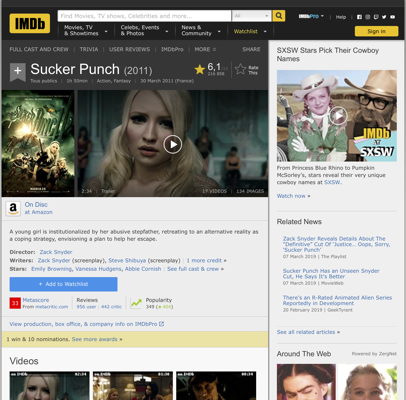 IMDb
Find Movies, TV shows, Celebrities and more...
All
IMDbPro
Help
Movies, TV & Showtimes
Celebs, Events & Photos
News & Community
Watchlist
Sign in
FULL CAST AND CREW | TRIVIA | USER REVIEWS | IMDbPro | MORE
SHARE
Sucker Punch (2011)
6,1
Rate This
Tous publics | 1h 50min | Action, Fantasy | 30 March 2011 (France)
2:34 | Trailer
17 VIDEOS | 134 IMAGES
On Disc
at Amazon
A young girl is institutionalized by her abusive stepfather, retreating to an alternative reality as
a coping strategy, envisioning a plan to help her escape.
Director: Zack Snyder
Writers: Zack Snyder (screenplay), Steve Shibuya (screenplay) | 1 more credit »
Stars: Emily Browning, Vanessa Hudgens, Abbie Cornish | See full cast & crew »
+ Add to Watchlist
33 Metascore
From metacritic.com
Reviews
Popularity
View production, box office, & company info on IMDbPro
1 win & 10 nominations. See more awards »
Videos
SXSW Stars Pick Their Cowboy
Names
IMDb
AT
SXSW
From Princess Blue Rhino to Pumpkin
McSorley's, stars reveal their very
unique cowboy names at SXSW.
Watch now »
Related News
Zack Snyder Reveals Details About The
"Definitive" Cut Of 'Justice... Oops, Sorry,
'Sucker Punch'
07 March 2019 | The Playlist
Sucker Punch Has an Unseen Snyder
Cut, He Says It's Better
07 March 2019 | MovieWeb
There's an R-Rated Animated Alien Series
Reportedly in Development
20 February 2019 | GeekTyrant
See all related articles »
Around The Web
Powered by ZergNet